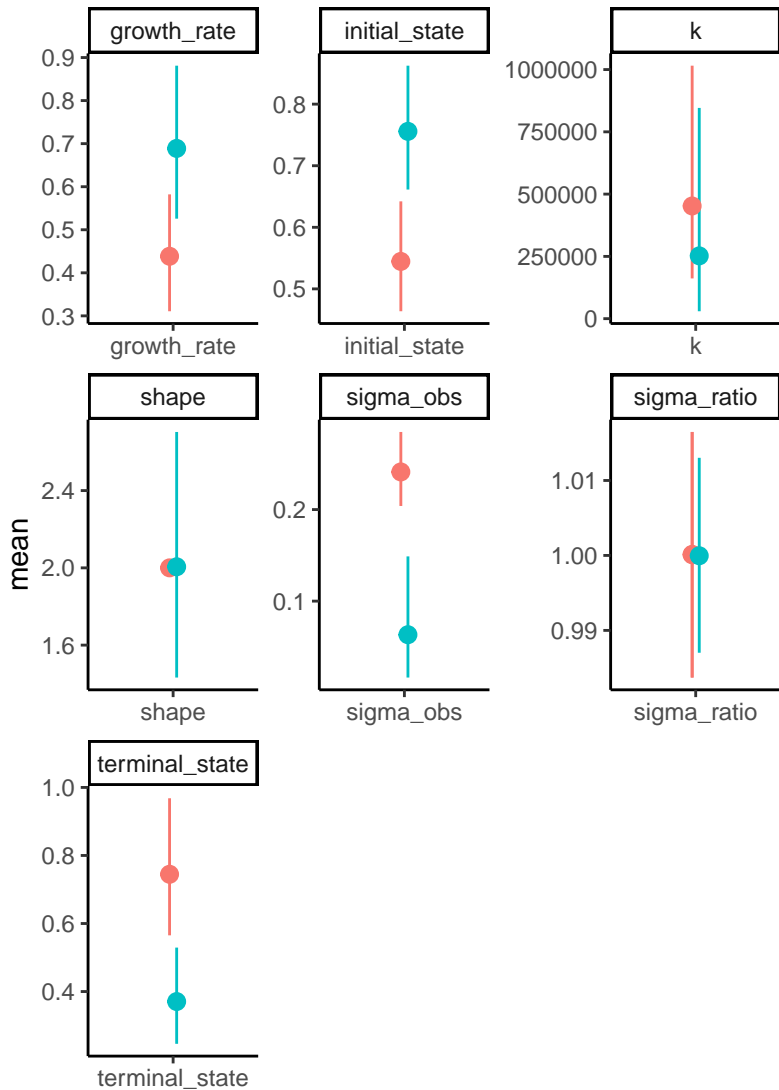 growth_rate
initial_state
k
0.9
0.8
0.7
0.6
0.5
0.4
0.3
0.8
0.7
0.6
0.5
1000000
750000
500000
250000
0
growth_rate
initial_state
k
shape
sigma_obs
sigma_ratio
mean
2.4
2.0
1.6
0.2
0.1
1.01
1.00
0.99
shape
sigma_obs
sigma_ratio
terminal_state
1.0
0.8
0.6
0.4
terminal_state